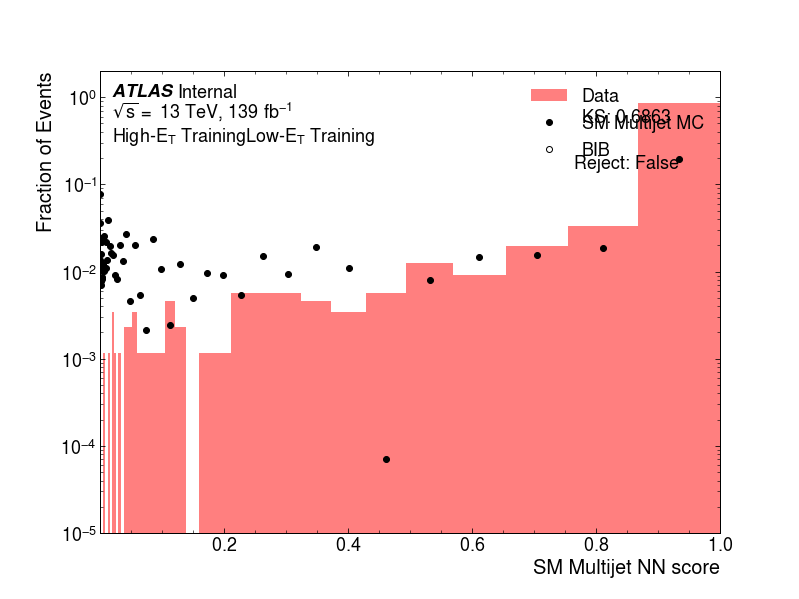 ATLAS Internal
√s = 13 TeV, 139 fb⁻¹
High-E_T TrainingLow-E_T Training
Data
KS: 0.6863
SM Multijet MC
BIB
Reject: False
Fraction of Events
10⁰
10⁻¹
10⁻²
10⁻³
10⁻⁴
10⁻⁵
0.2 0.4 0.6 0.8 1.0
SM Multijet NN score